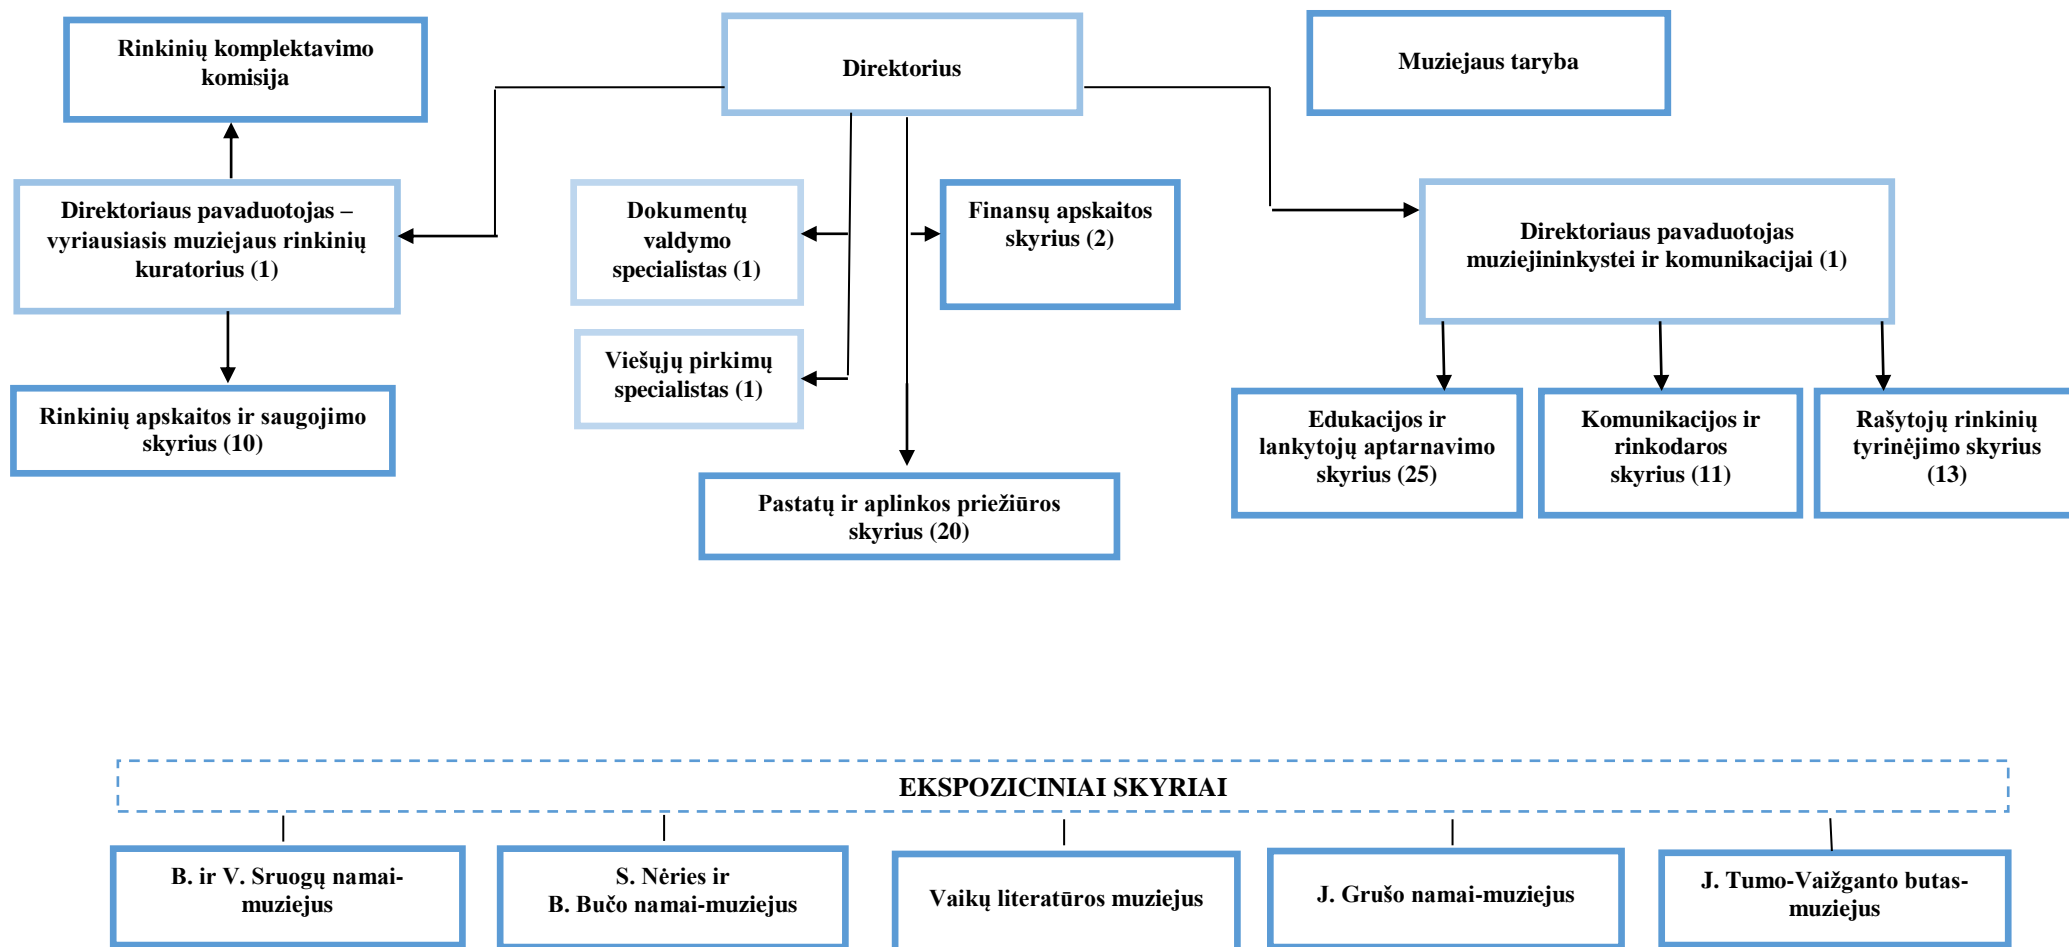 Rinkinių komplektavimo
komisija
Direktorius
Muziejaus taryba
Direktoriaus pavaduotojas –
vyriausiasis muziejaus rinkinių
kuratorius (1)
Dokumentų
valdymo
specialistas (1)
Finansų apskaitos
skyrius (2)
Direktoriaus pavaduotojas
muziejininkystei ir komunikacijai (1)
Viešųjų pirkimų
specialistas (1)
Rinkinių apskaitos ir saugojimo
skyrius (10)
Edukacijos ir
lankytojų aptarnavimo
skyrius (25)
Komunikacijos ir
rinkodaros
skyrius (11)
Rašytojų rinkinių
tyrinėjimo skyrius
(13)
Pastatų ir aplinkos priežiūros
skyrius (20)
EKSPOZICINIAI SKYRIAI
B. ir V. Sruogų namai-
muziejus
S. Nėries ir
B. Bučo namai-muziejus
Vaikų literatūros muziejus
J. Grušo namai-muziejus
J. Tumo-Vaižganto butas-
muziejus